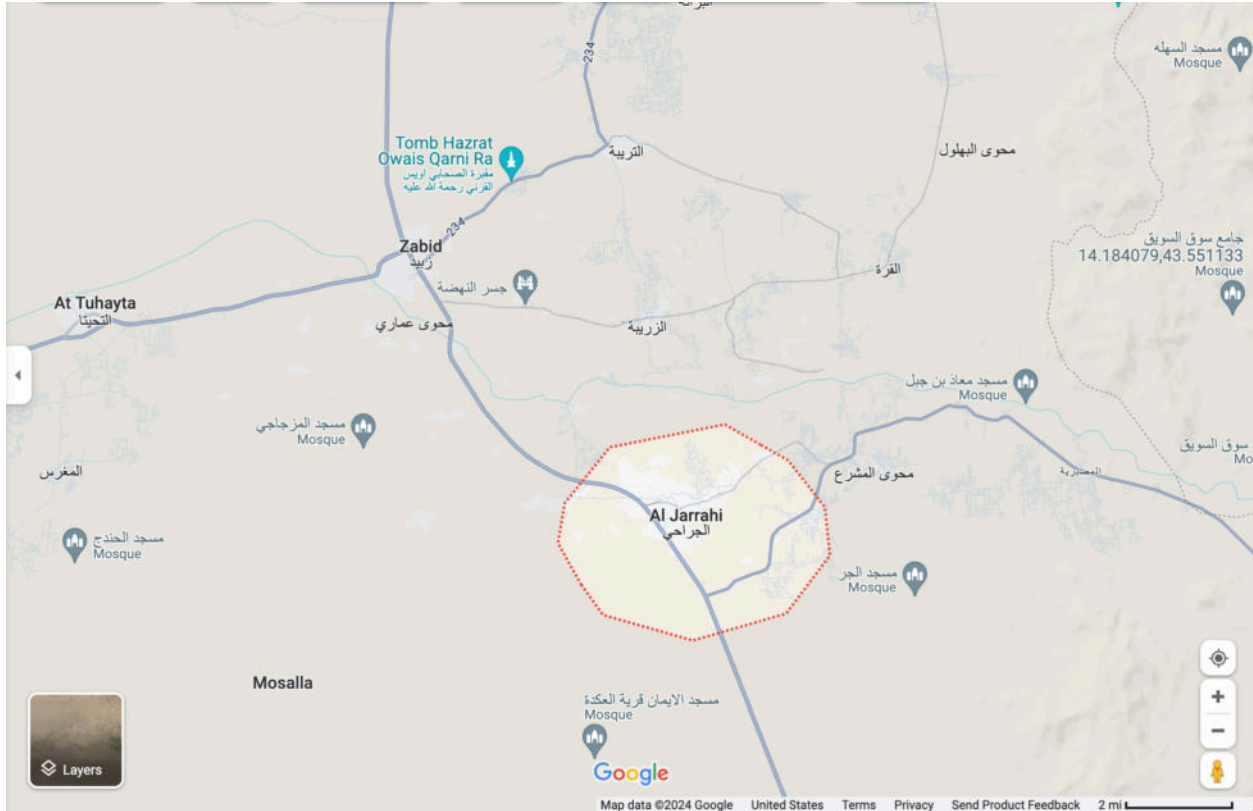 234
مسجد السهله
Mosque
Tomb Hazrat
Owais Qarni Ra
مقبرة الصحابي اويس
القرني رحمة الله عليه
التريبة
محوى البهلول
234
Zabid
زبيد
جامع سوق السويق
14.184079,43.551133
Mosque
القرة
جسر النهضة
At Tuhayta
التحيتا
محوى عماري
الزريبة
مسجد معاذ بن جبل
Mosque
مسجد المزجاجي
Mosque
سوق السويق
Mo
المغرس
محوى المشرع
المصبرية
Al Jarrahi
الجراحي
مسجد الحندج
Mosque
مسجد الجر
Mosque
Mosalla
مسجد الايمان قرية العكدة
Mosque
Layers
Google
Map data ©2024 Google United States Terms Privacy Send Product Feedback 2 mi